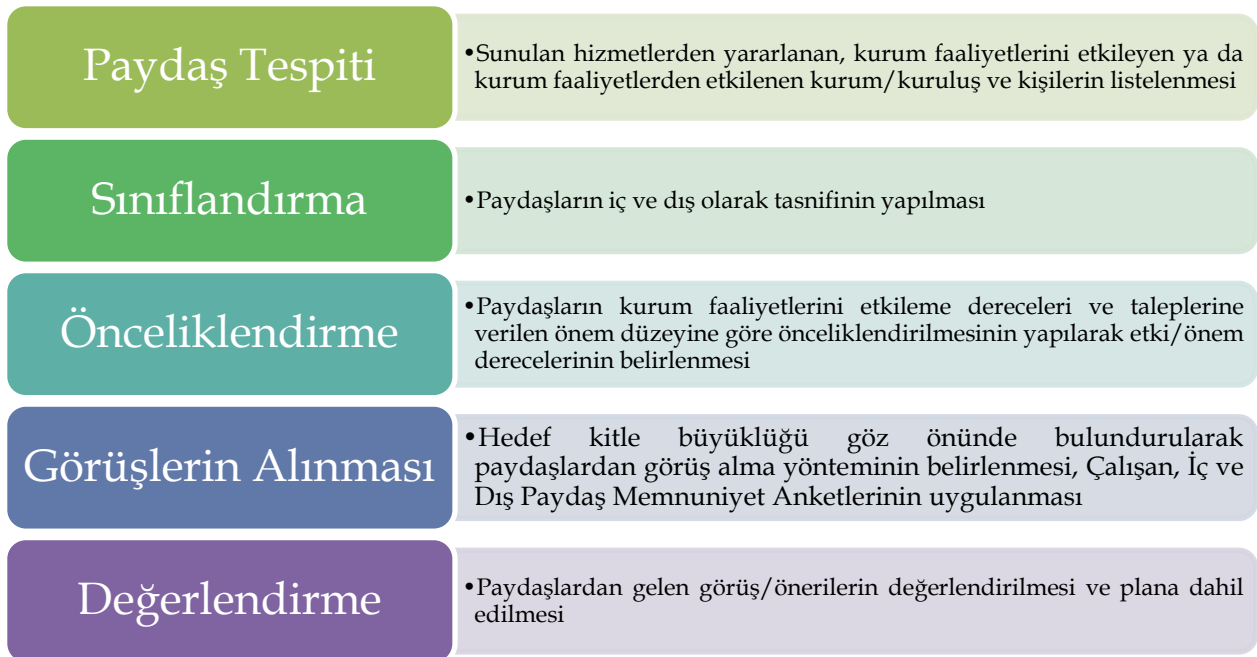 Paydaş Tespiti
•Sunulan hizmetlerden yararlanan, kurum faaliyetlerini etkileyen ya da
kurum faaliyetlerden etkilenen kurum/kuruluş ve kişilerin listelenmesi
Sınıflandırma
•Paydaşların iç ve dış olarak tasnifinin yapılması
Önceliklendirme
•Paydaşların kurum faaliyetlerini etkileme dereceleri ve taleplerine
verilen önem düzeyine göre önceliklendirilmesinin yapılarak etki/önem
derecelerinin belirlenmesi
Görüşlerin Alınması
•Hedef kitle büyüklüğü göz önünde bulundurularak
paydaşlardan görüş alma yönteminin belirlenmesi, Çalışan, İç ve
Dış Paydaş Memnuniyet Anketlerinin uygulanması
Değerlendirme
•Paydaşlardan gelen görüş/önerilerin değerlendirilmesi ve plana dahil
edilmesi